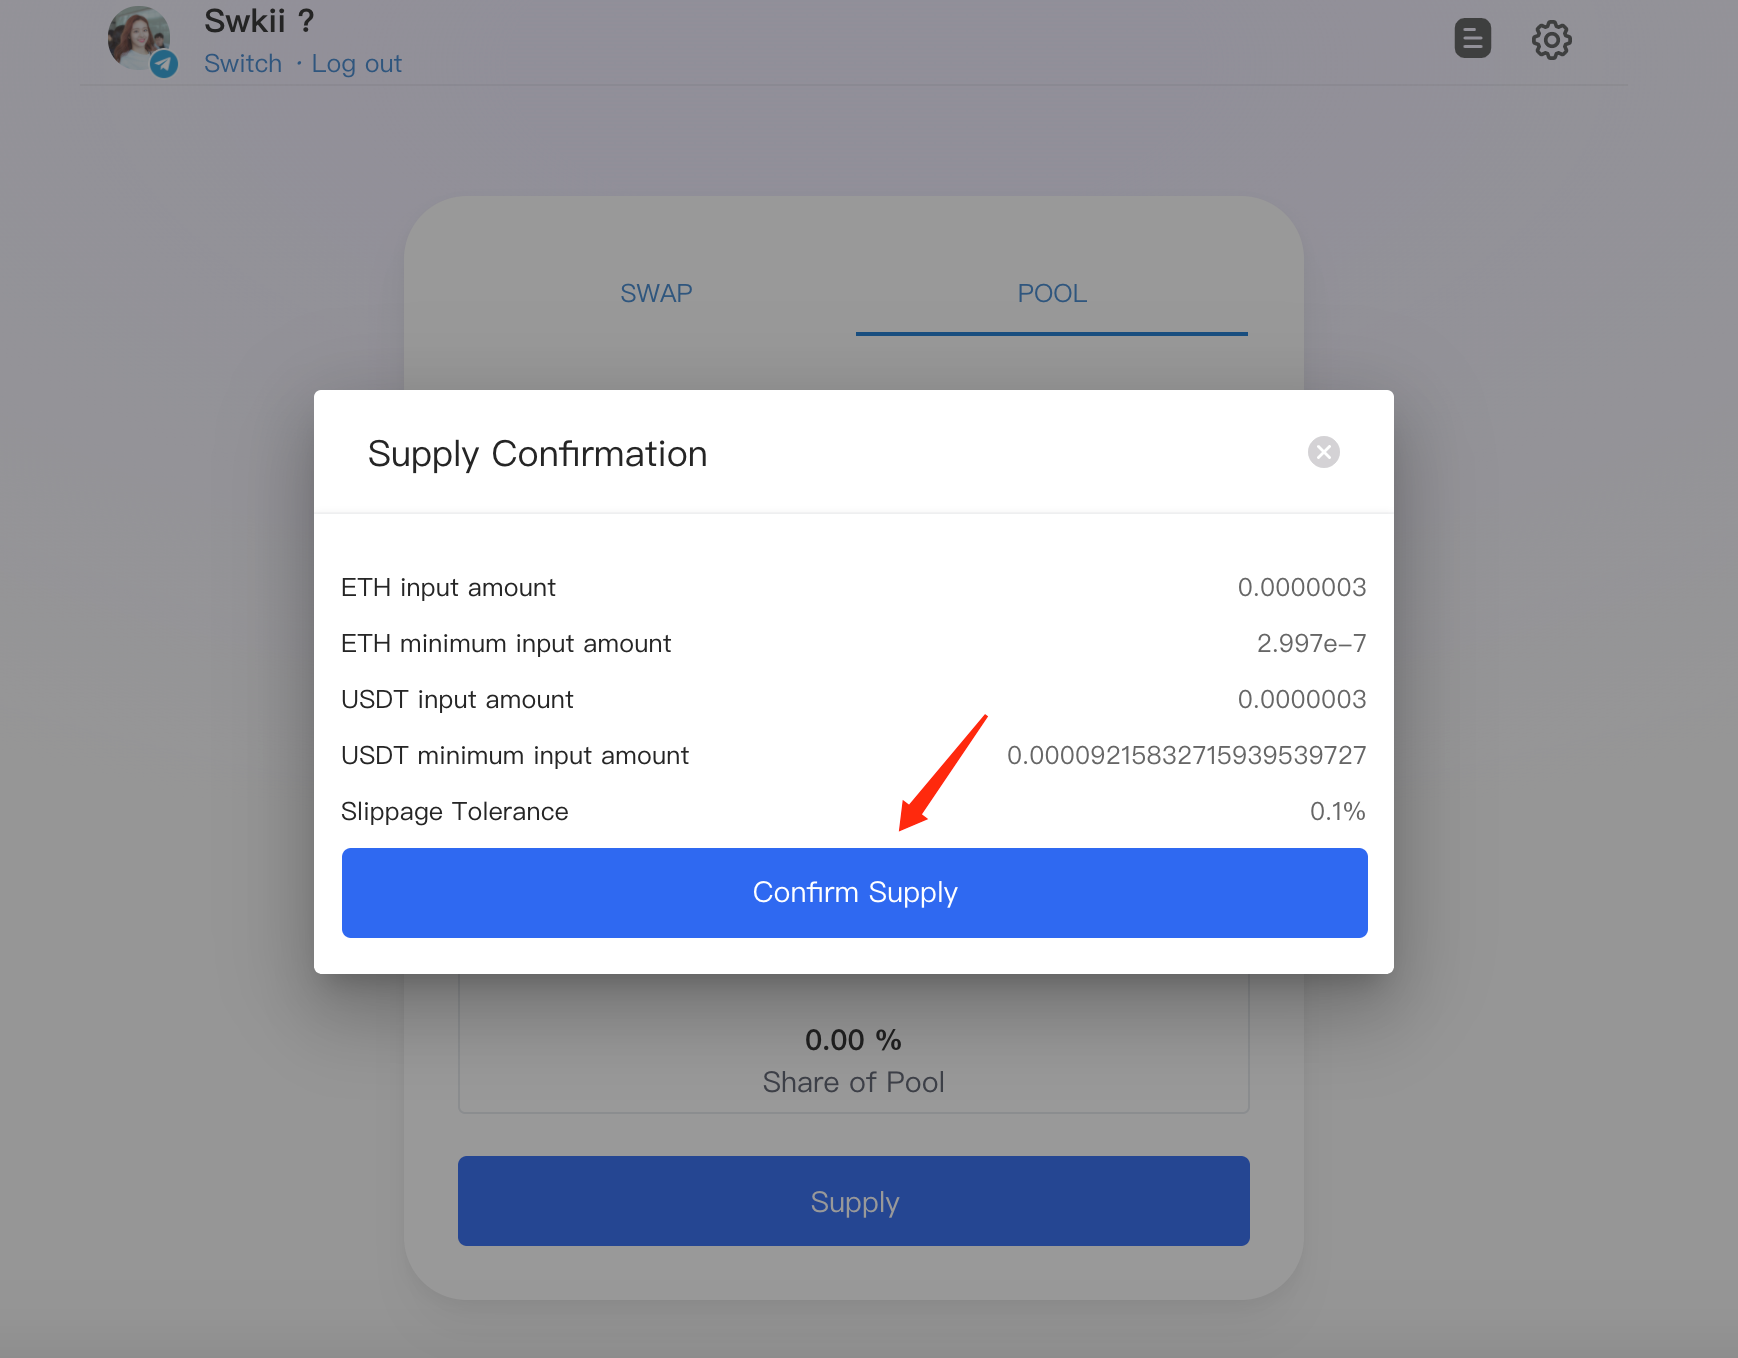 Swkii ?
Switch · Log out
SWAP
POOL
Supply Confirmation
ETH input amount 0.0000003
ETH minimum input amount 2.997e-7
USDT input amount 0.0000003
USDT minimum input amount 0.00009215832715939539727
Slippage Tolerance 0.1%
Confirm Supply
0.00 %
Share of Pool
Supply